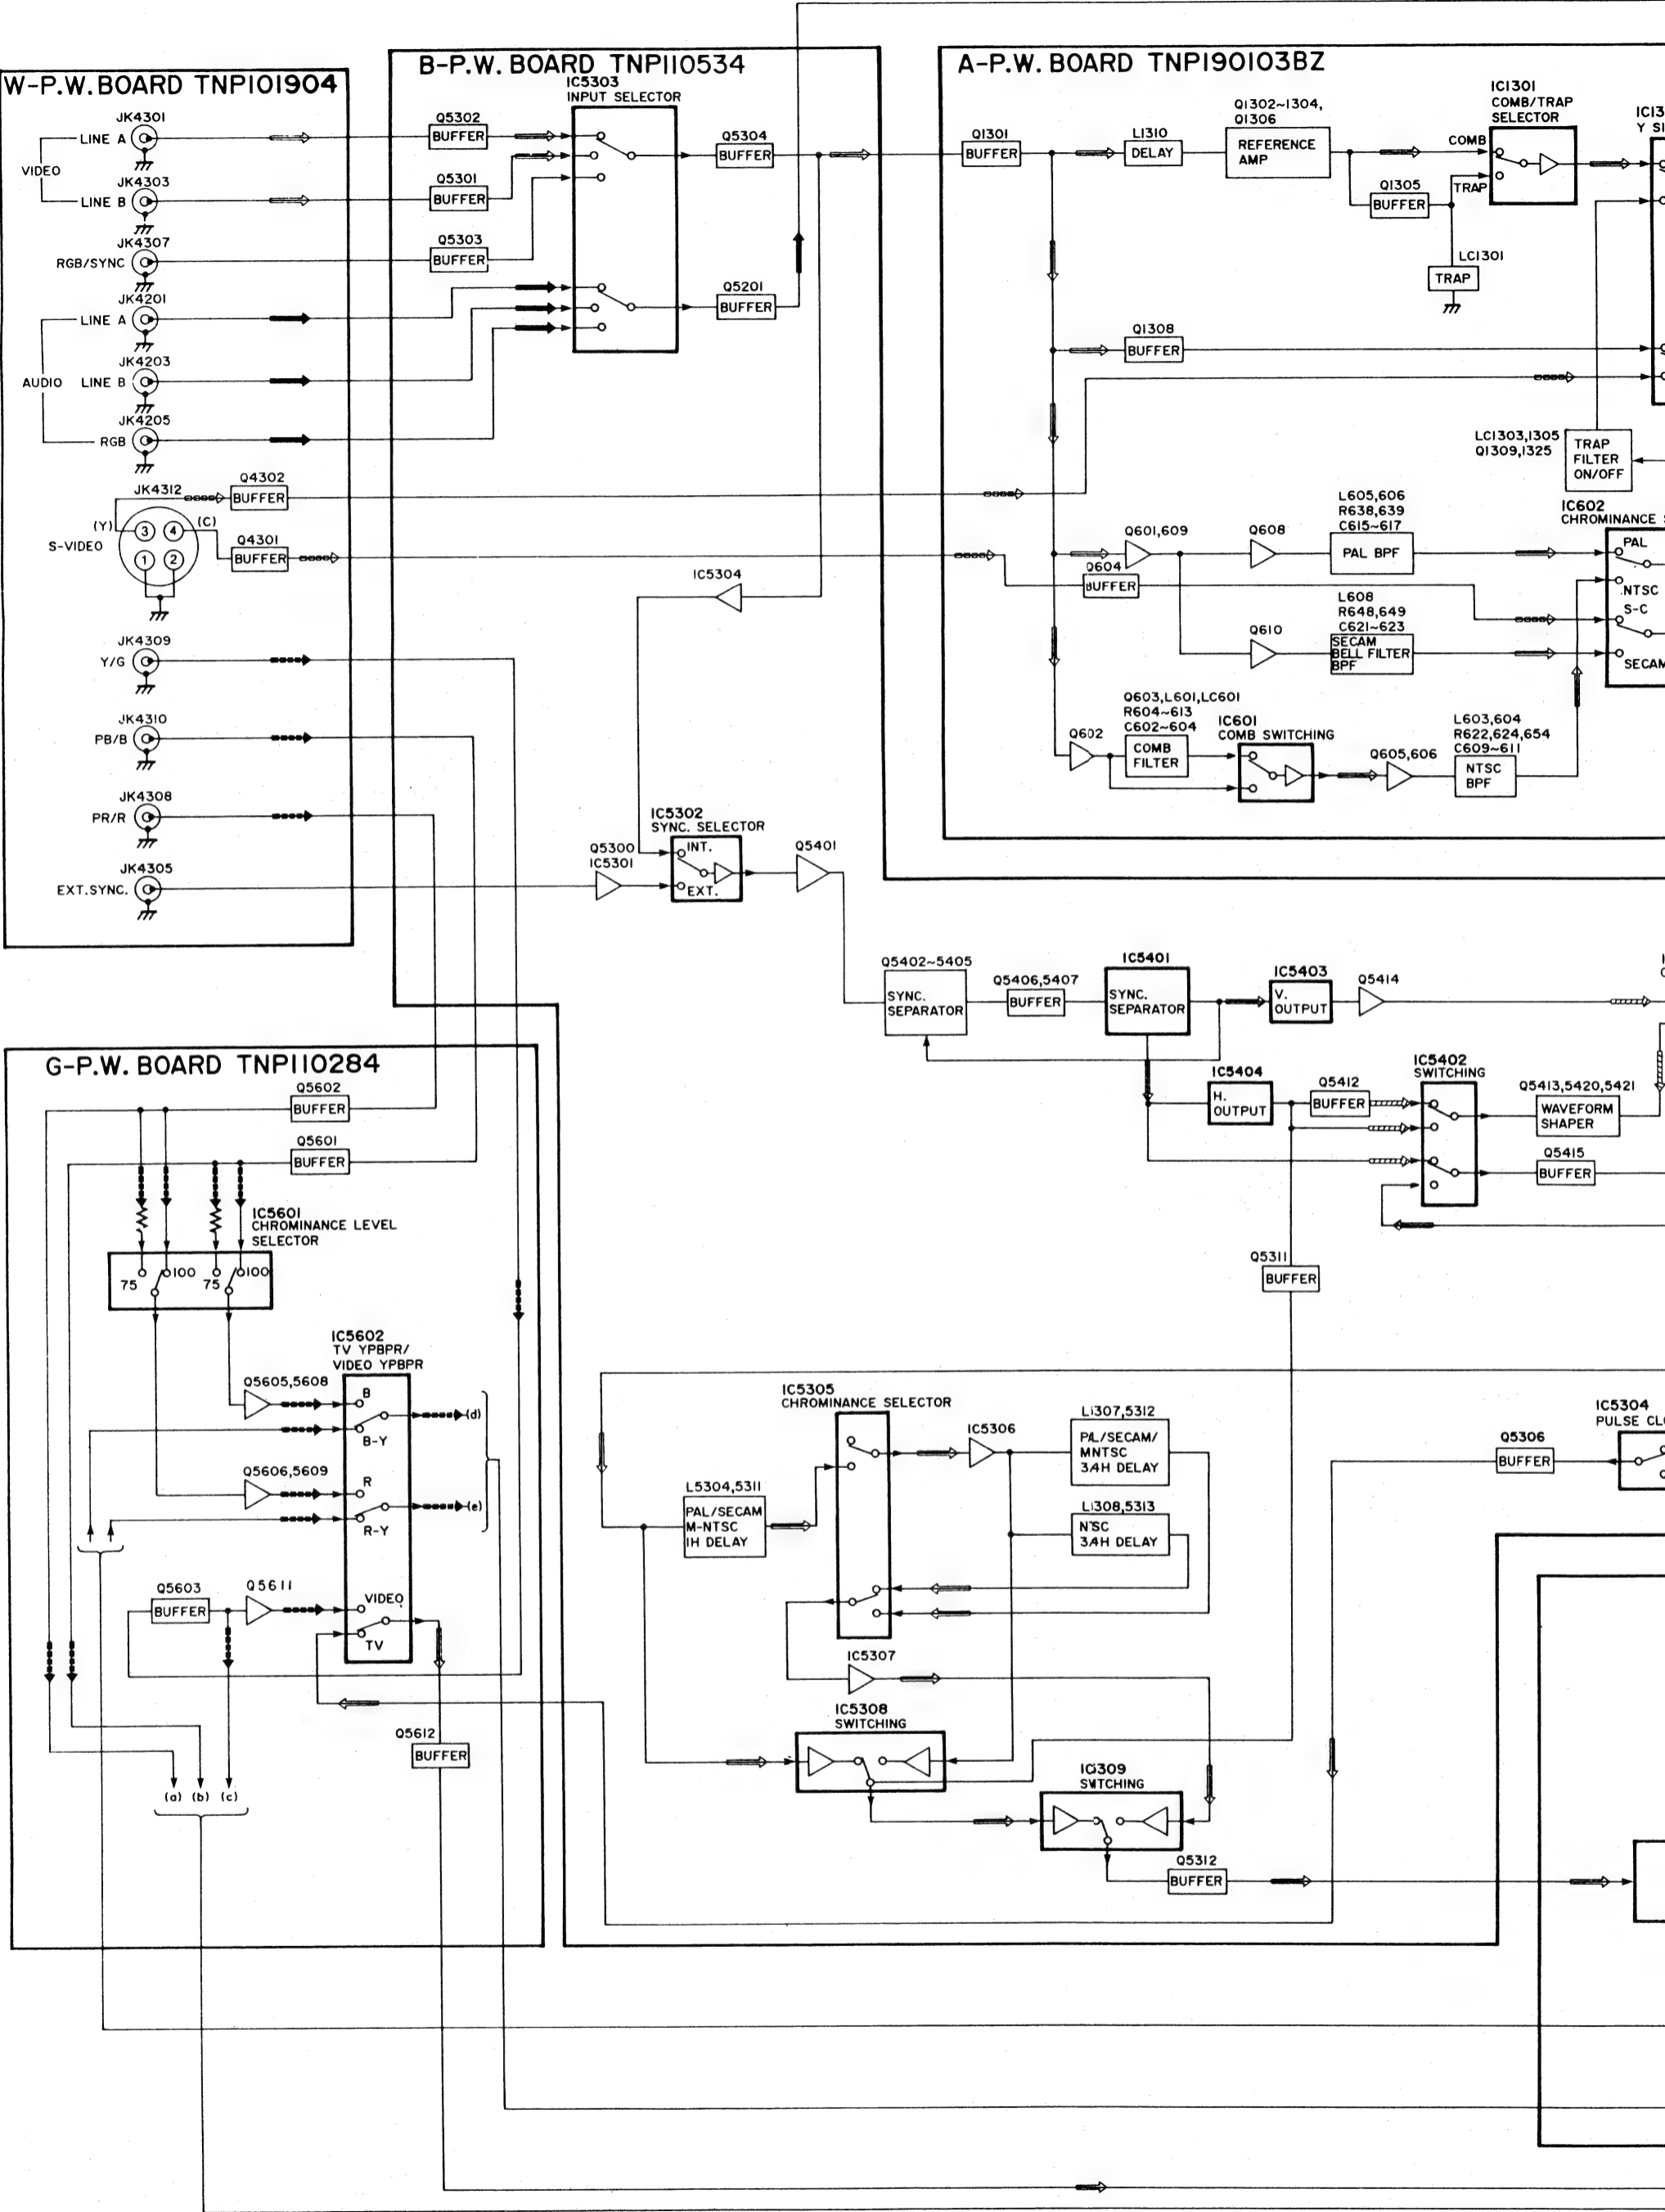 W-P.W. BOARD TNP101904
JK4301
LINE A
VIDEO
JK4303
LINE B
JK4307
RGB/SYNC
JK4201
LINE A
JK4203
AUDIO LINE B
JK4205
RGB
JK4312
Q4302
BUFFER
(Y)
3
4
(C)
S-VIDEO
Q4301
BUFFER
1
2
JK4309
Y/G
JK4310
PB/B
JK4308
PR/R
JK4305
EXT.SYNC.
B-P.W. BOARD TNP110534
IC5303
INPUT SELECTOR
Q5302
BUFFER
Q5304
BUFFER
Q5301
BUFFER
Q5303
BUFFER
Q5201
BUFFER
IC5304
IC5302
SYNC. SELECTOR
Q5300
IC5301
INT.
EXT.
Q5401
A-P.W. BOARD TNP190103BZ
Q1301
BUFFER
L1310
DELAY
Q1302~1304,
Q1306
REFERENCE
AMP
IC1301
COMB/TRAP
SELECTOR
COMB
TRAP
Q1305
BUFFER
LC1301
TRAP
IC13
Y SI
Q1308
BUFFER
LC1303,1305
Q1309,1325
TRAP
FILTER
ON/OFF
L605,606
R638,639
C615~617
PAL BPF
Q601,609
Q608
IC602
CHROMINANCE S
PAL
NTSC
S-C
SECAM
Q604
BUFFER
L608
R648,649
C621~623
Q610
SECAM
BELL FILTER
BPF
Q603,L601,LC601
R604~613
C602~604
Q602
COMB
FILTER
IC601
COMB SWITCHING
Q605,606
L603,604
R622,624,654
C609~611
NTSC
BPF
Q5402~5405
SYNC.
SEPARATOR
Q5406,5407
BUFFER
IC5401
SYNC.
SEPARATOR
IC5403
V.
OUTPUT
Q5414
IC5404
H.
OUTPUT
Q5412
BUFFER
IC5402
SWITCHING
Q5413,5420,5421
WAVEFORM
SHAPER
Q5415
BUFFER
Q5311
BUFFER
G-P.W. BOARD TNP110284
Q5602
BUFFER
Q5601
BUFFER
IC5601
CHROMINANCE LEVEL
SELECTOR
75
100
75
100
IC5602
TV YPBPR/
VIDEO YPBPR
Q5605,5608
B
(d)
B-Y
Q5606,5609
R
(e)
R-Y
Q5603
BUFFER
Q5611
VIDEO
TV
Q5612
BUFFER
(a) (b) (c)
IC5305
CHROMINANCE SELECTOR
IC5306
L5304,5311
PAL/SECAM
M-NTSC
1H DELAY
5312
PAL/SECAM/
MNTSC
DELAY
5313
DELAY
IC5307
IC5308
SWITCHING
Q5312
BUFFER
Q5306
BUFFER
IC5304
PULSE CL